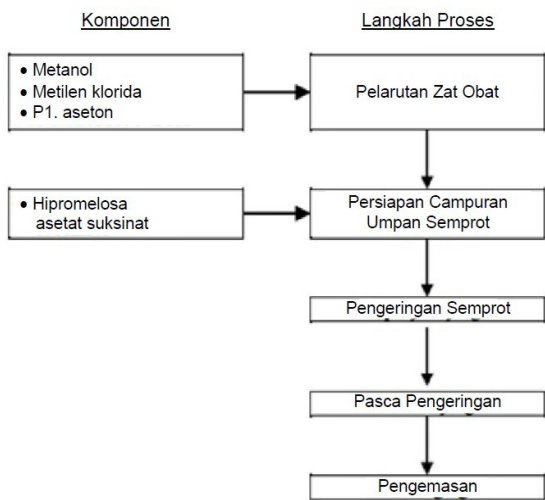 Komponen
Langkah Proses
• Metanol
• Metilen klorida
• P1. aseton
Pelarutan Zat Obat
• Hipromelosa
asetat suksinat
Persiapan Campuran
Umpan Semprot
Pengeringan Semprot
Pasca Pengeringan
Pengemasan